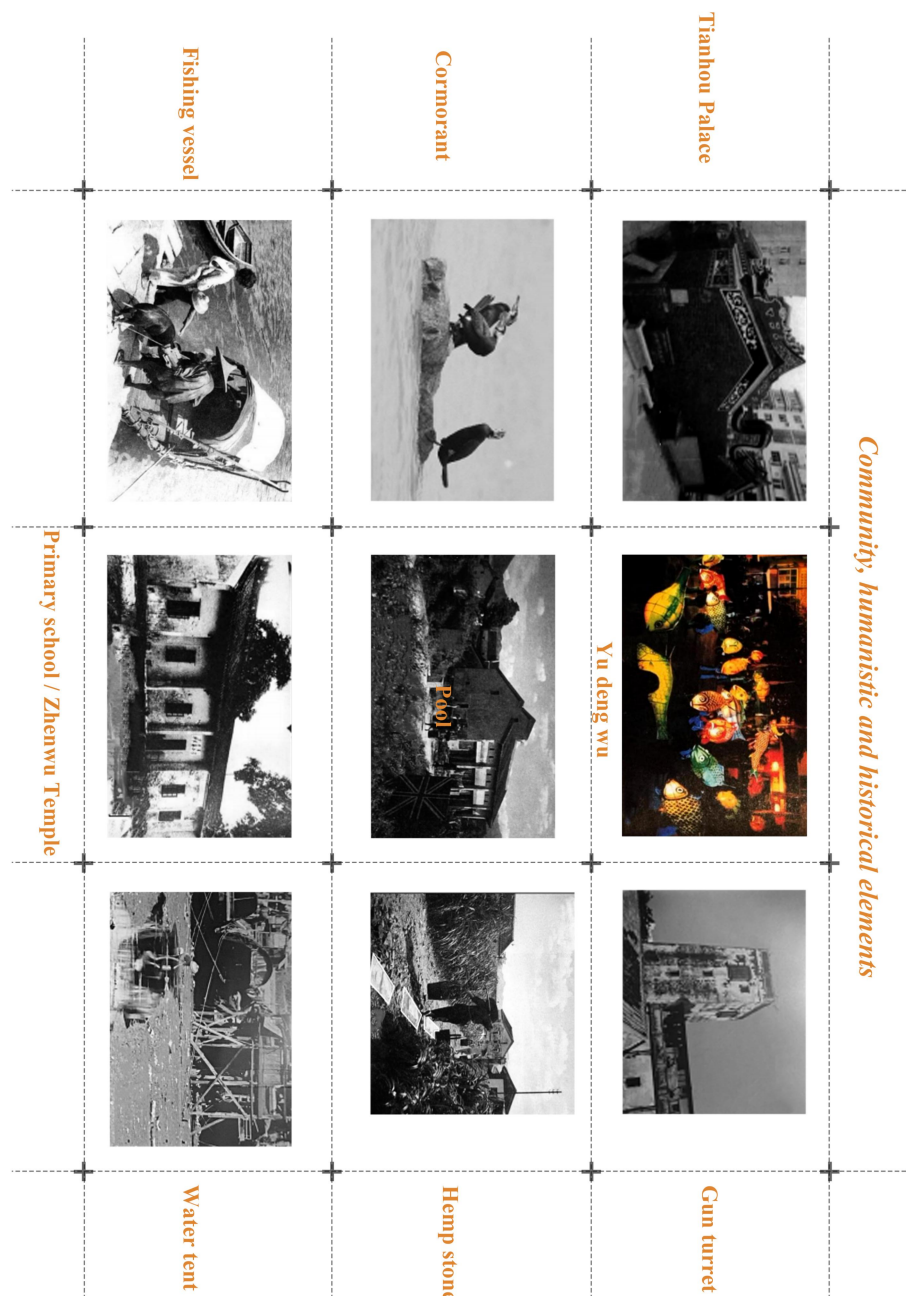 Community, humanistic and historical elements
Tianhou Palace
Yu deng wu
Gun turret
Cormorant
Pool
Hemp stone
Fishing vessel
Water tent
Primary school / Zhenwu Temple